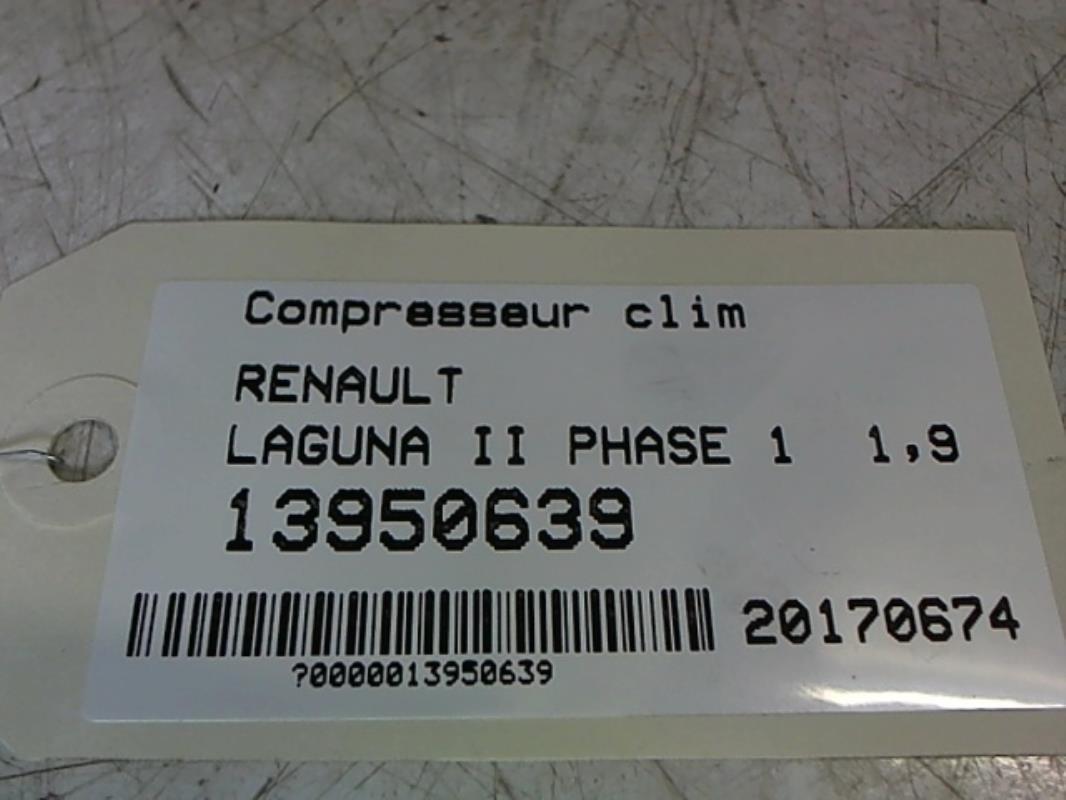 Compresseur clim
RENAULT
LAGUNA II PHASE 1 1,9
13950639
20170674
?0000013950639